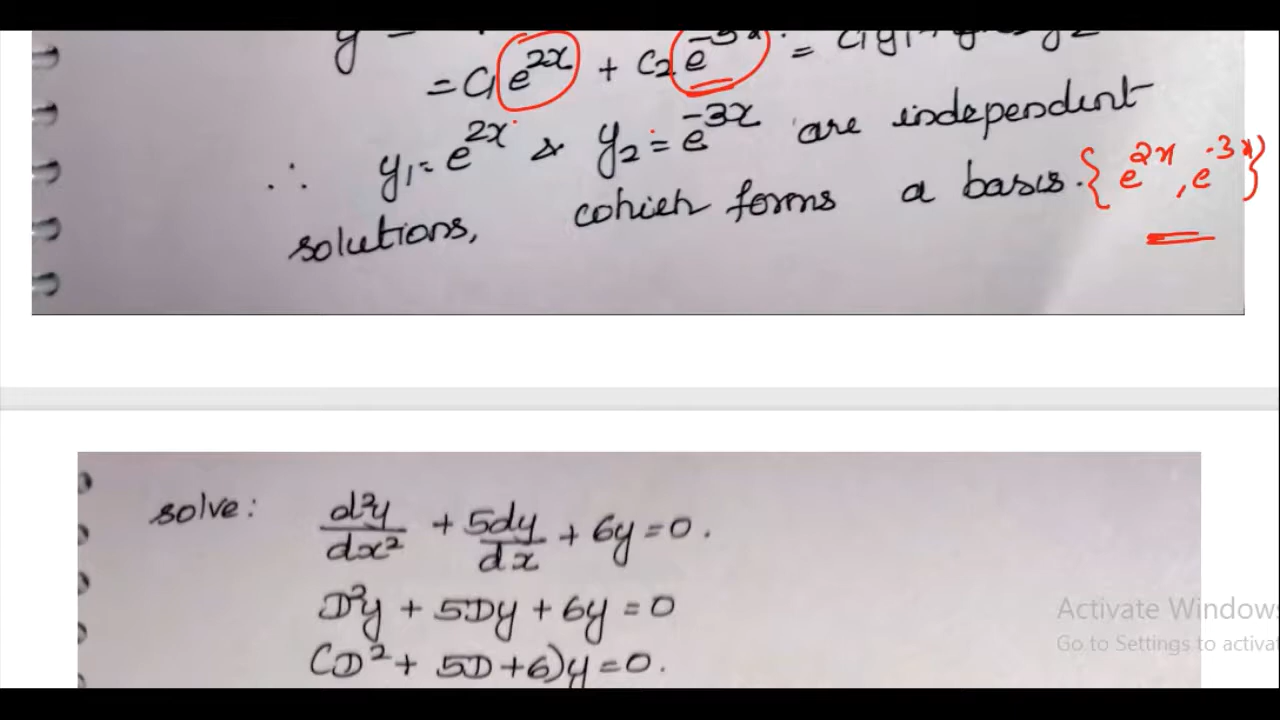 y =
= C1 e^2x + C2 e^-3x =
∴ y1 = e^2x & y2 = e^-3x are independent
solutions, which forms a basis. {e^2x, e^-3x}
solve: d²y/dx² + 5dy/dx + 6y = 0.
D²y + 5Dy + 6y = 0
(D² + 5D + 6)y = 0.
Activate Windows
Go to Settings to activa